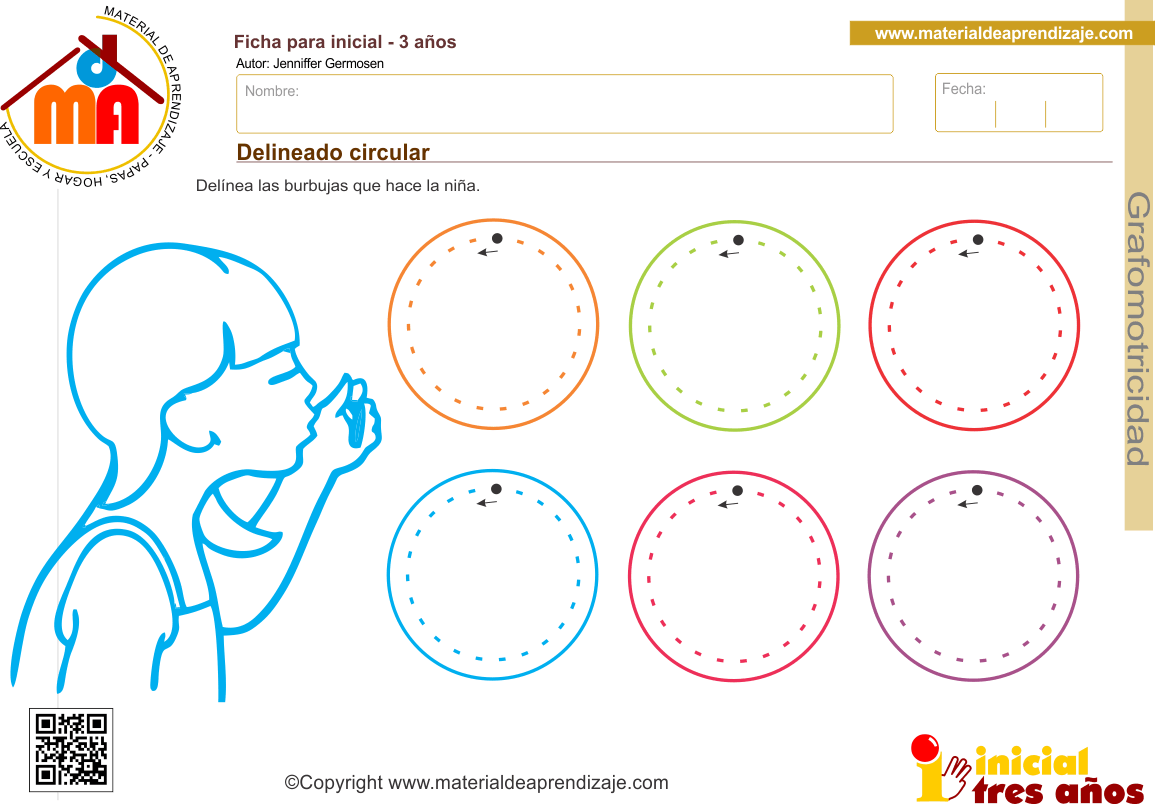 MATERIAL DE APRENDIZAJE - PAPAS, HOGAR Y ESCUELA
d
mA
Ficha para inicial - 3 años
www.materialdeaprendizaje.com
Autor: Jenniffer Germosen
Nombre:
Fecha:
Delineado circular
Delínea las burbujas que hace la niña.
Grafomotricidad
©Copyright www.materialdeaprendizaje.com
i inicial
tres años